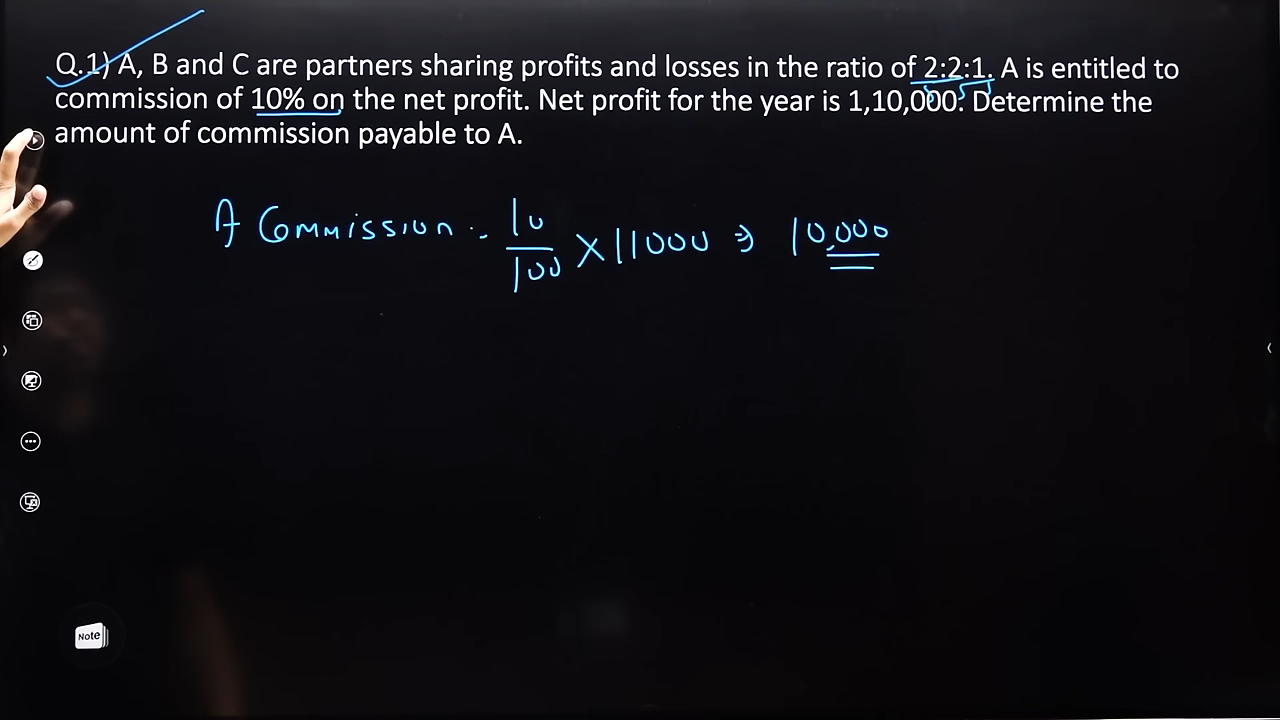 Q.1) A, B and C are partners sharing profits and losses in the ratio of 2:2:1. A is entitled to
commission of 10% on the net profit. Net profit for the year is 1,10,000. Determine the
amount of commission payable to A.
A Commission :- 10/100 × 11000 ⇒ 10,000
Note